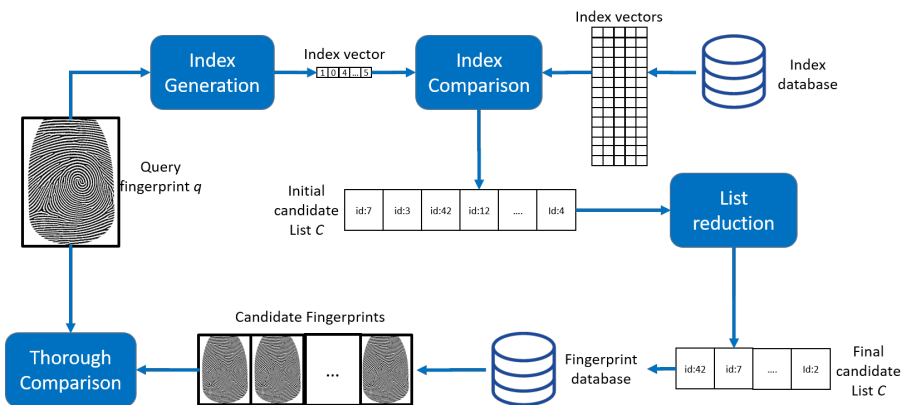 Index
Generation
Index vector
1 0 4 ... 5
Index
Comparison
Index vectors
Index
database
Query
fingerprint q
Initial
candidate
List C
id:7 id:3 id:42 id:12 .... Id:4
List
reduction
Candidate Fingerprints
...
Thorough
Comparison
Fingerprint
database
id:42 id:7 .... Id:2
Final
candidate
List C